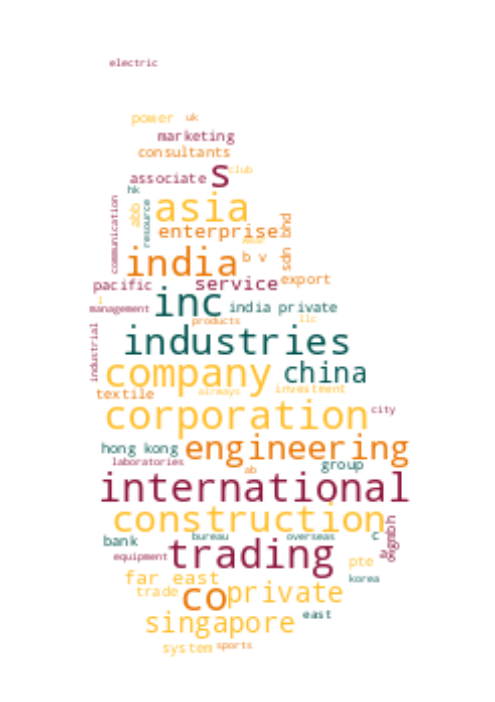 electric
power uk
marketing
consultants
club
associate s
hk
communication
abb
resource
asia
enterprise
sdn bhd
india b v
pacific service export
l
management inc india private
products llc
industries
industrial
company china
textile airways investment
corporation city
hong kong engineering
laboratories ab group
international
construction
bank bureau overseas c
equipment trading
gmbh
pte
far east korea
trade co private
east
singapore
system sports